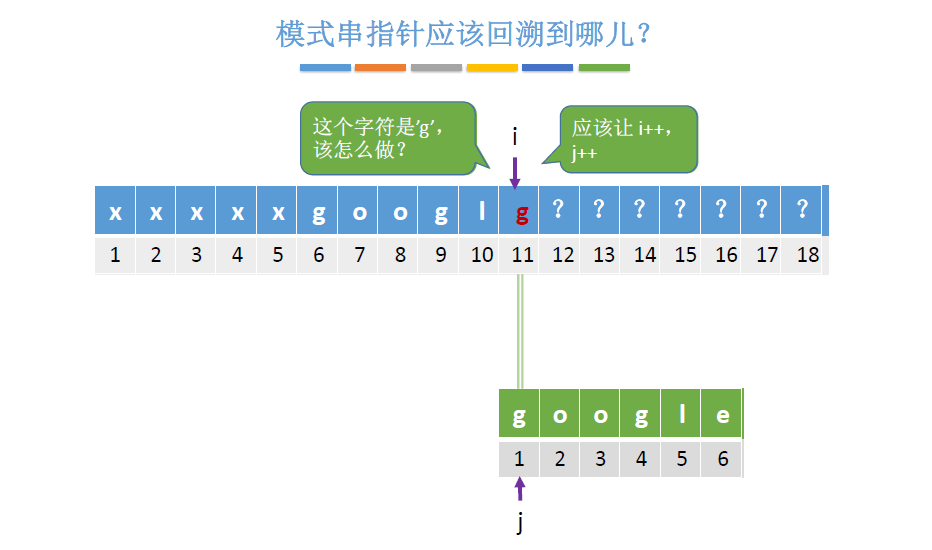 模式串指针应该回溯到哪儿？
这个字符是‘g’，
该怎么做？
i
应该让 i++，
j++
x x x x x g o o g l g ? ? ? ? ? ? ?
1 2 3 4 5 6 7 8 9 10 11 12 13 14 15 16 17 18
g o o g l e
1 2 3 4 5 6
j